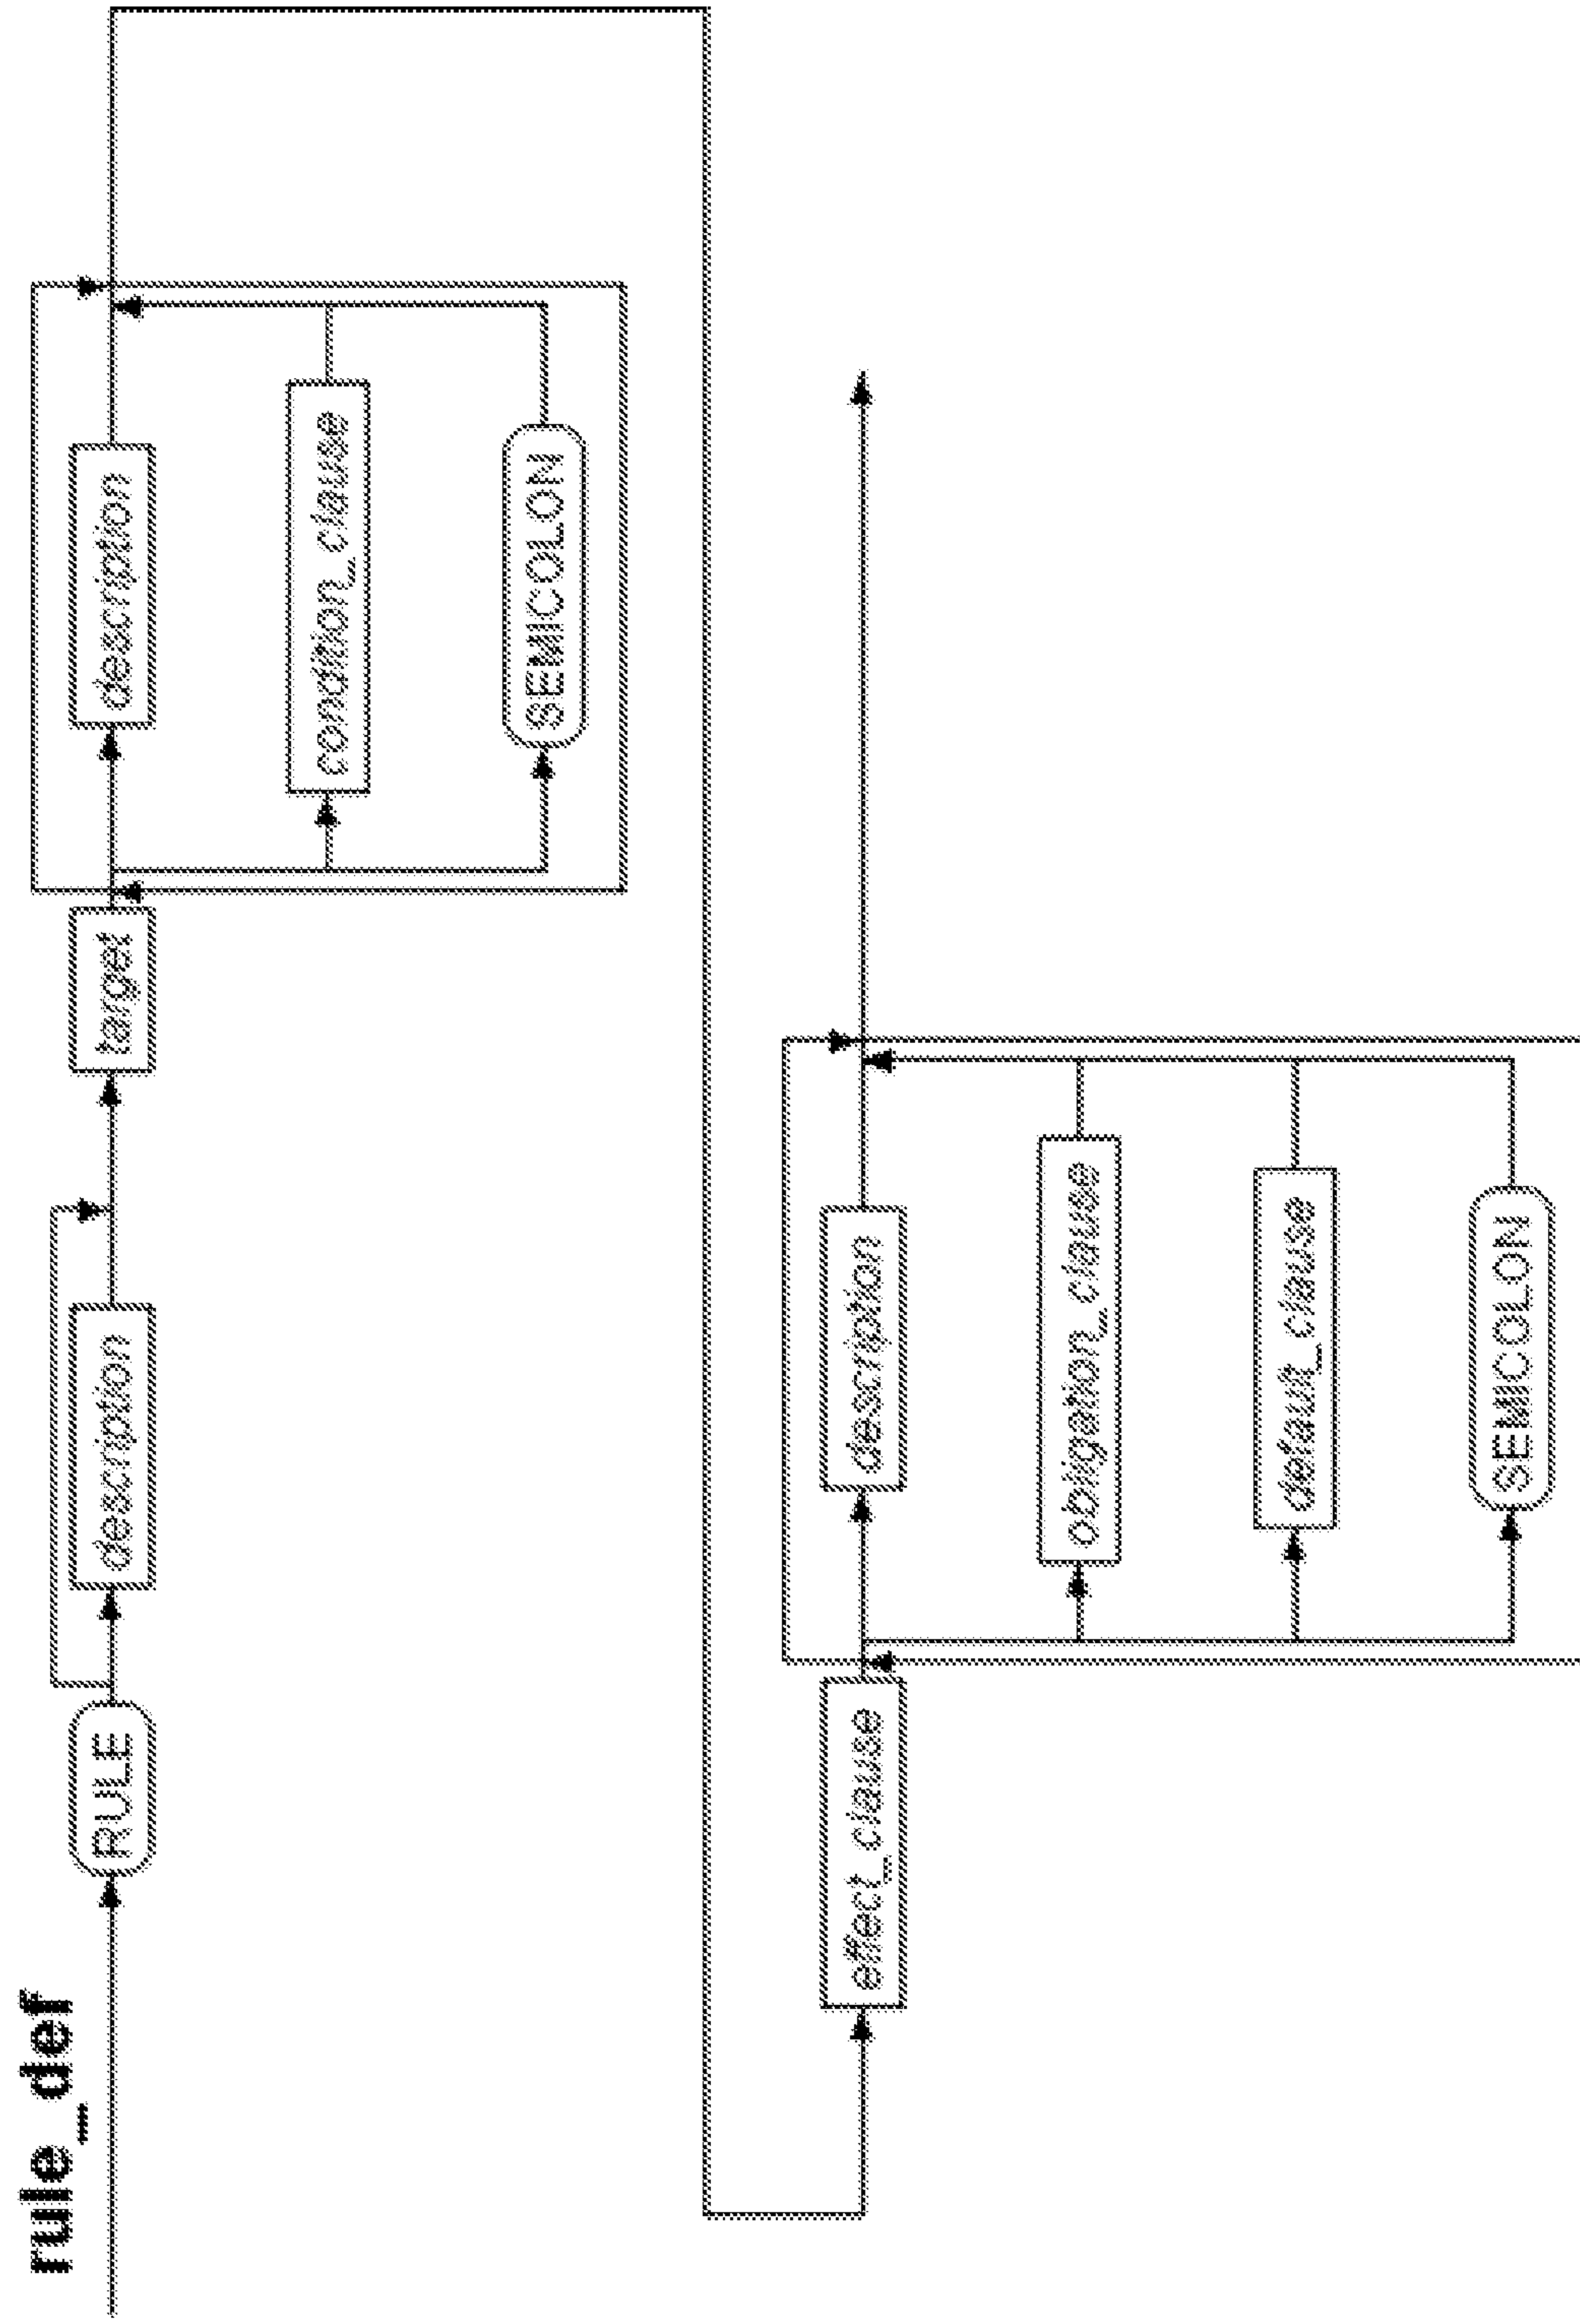 rule_def
RULE
description
target
description
condition_clause
SEMICOLON
effect_clause
description
obligation_clause
default_clause
SEMICOLON